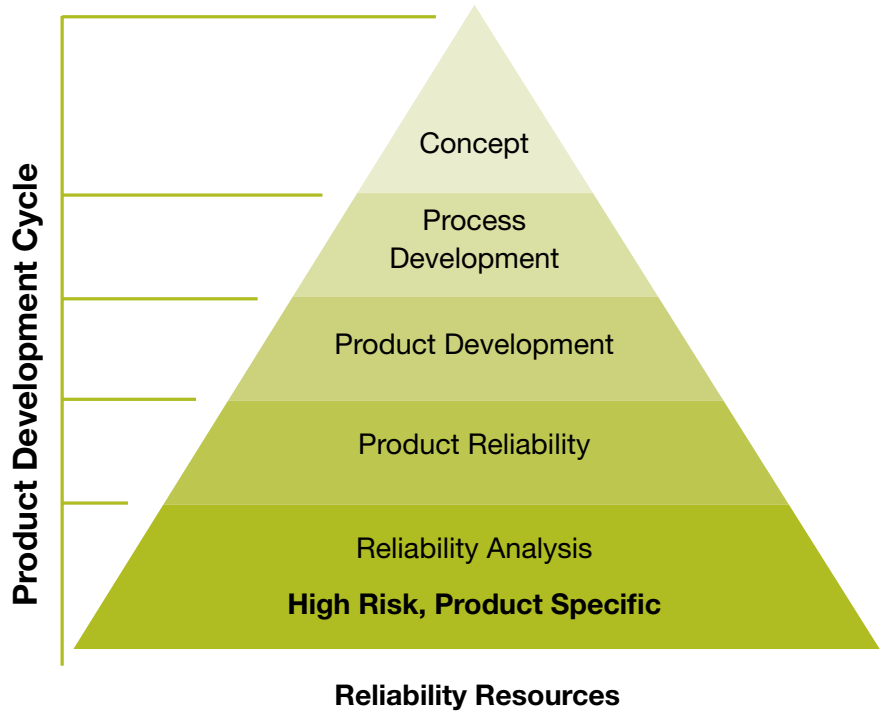 Product Development Cycle
Concept
Process
Development
Product Development
Product Reliability
Reliability Analysis
High Risk, Product Specific
Reliability Resources